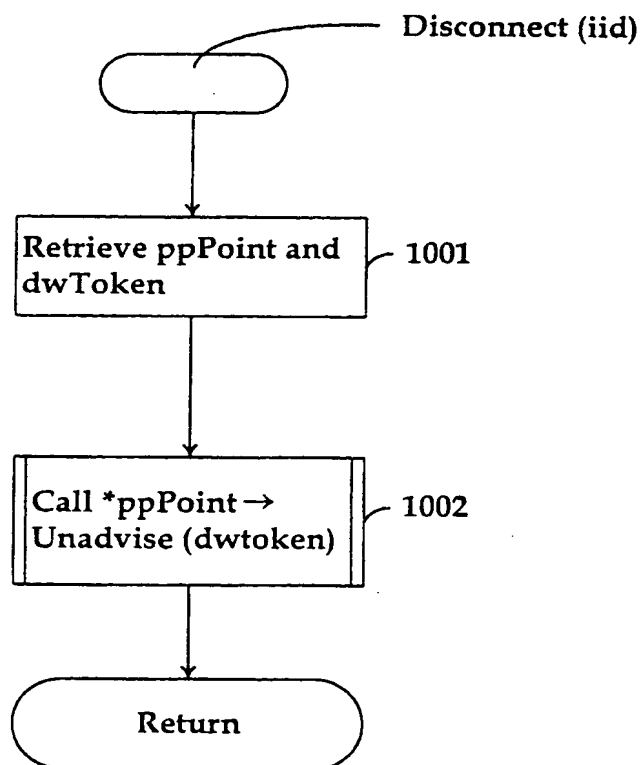 Disconnect (iid)
Retrieve ppPoint and
dwToken
1001
Call *ppPoint →
Unadvise (dwtoken)
1002
Return